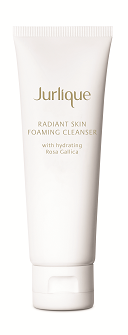 Jurlique
RADIANT SKIN
FOAMING CLEANSER
with hydrating
Rosa Gallica